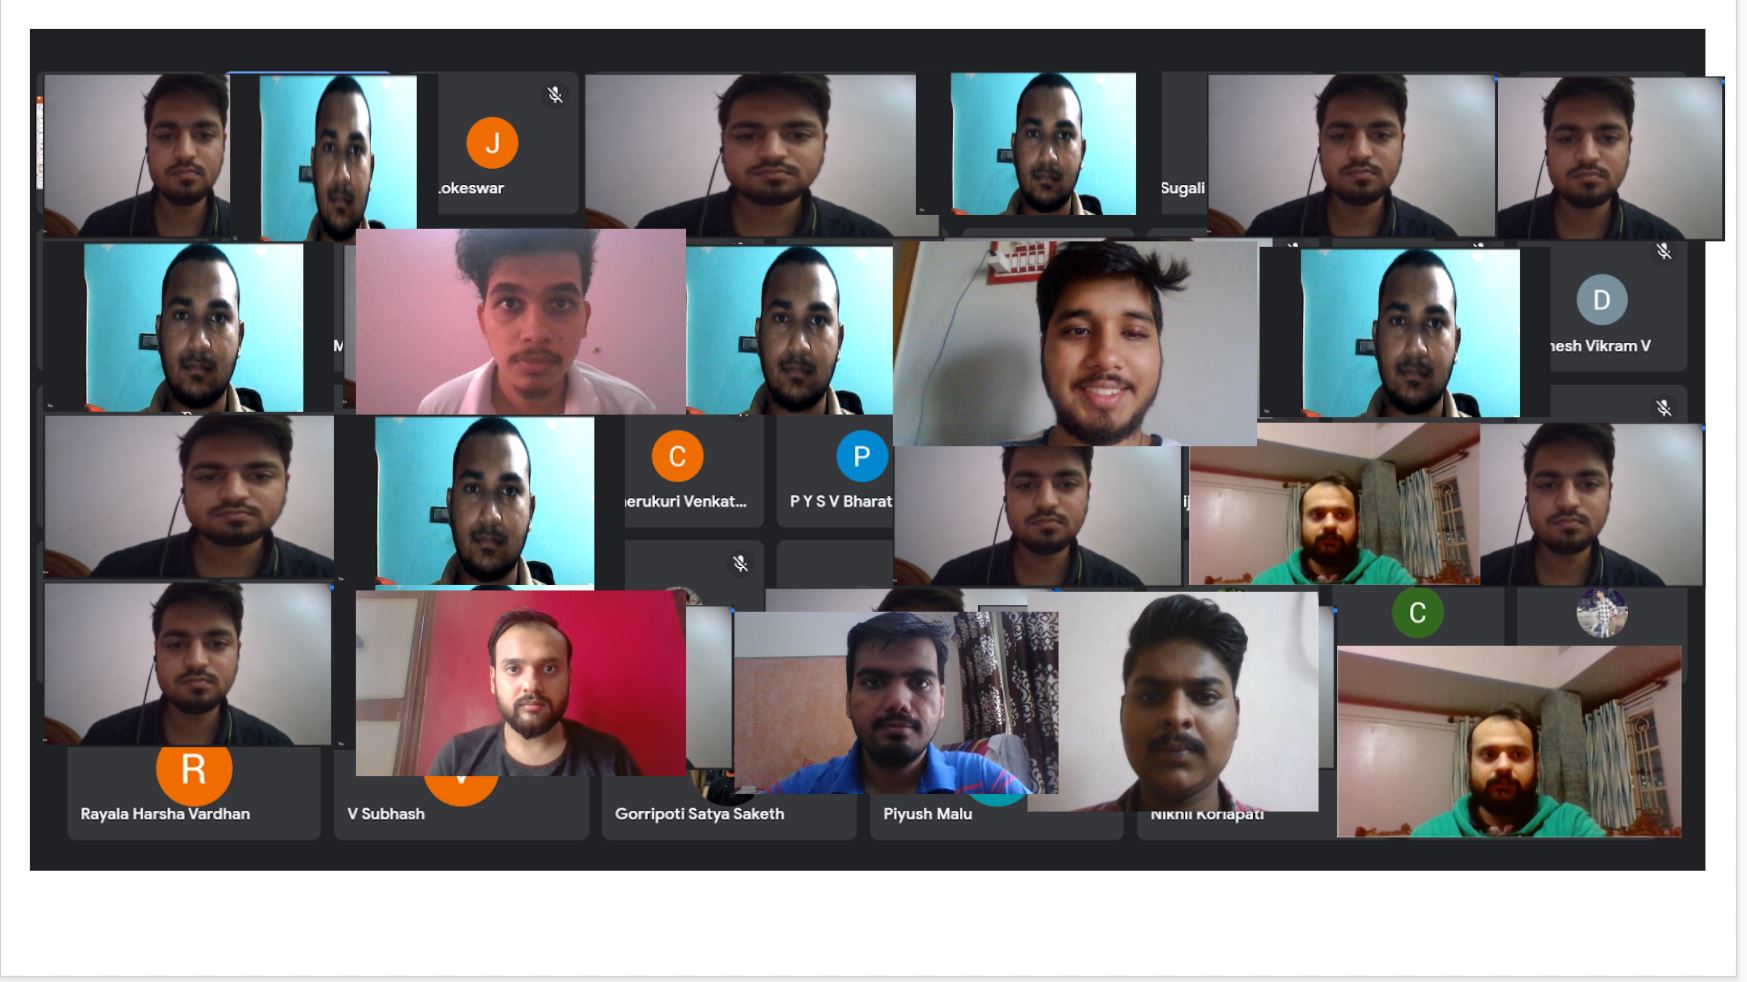 J
.okeswar
Sugali
D
nesh Vikram V
M
C
P
erukuri Venkat...
P Y S V Bharat
C
R
Rayala Harsha Vardhan
V Subhash
Gorripoti Satya Saketh
Piyush Malu
Nikhil Koriapati